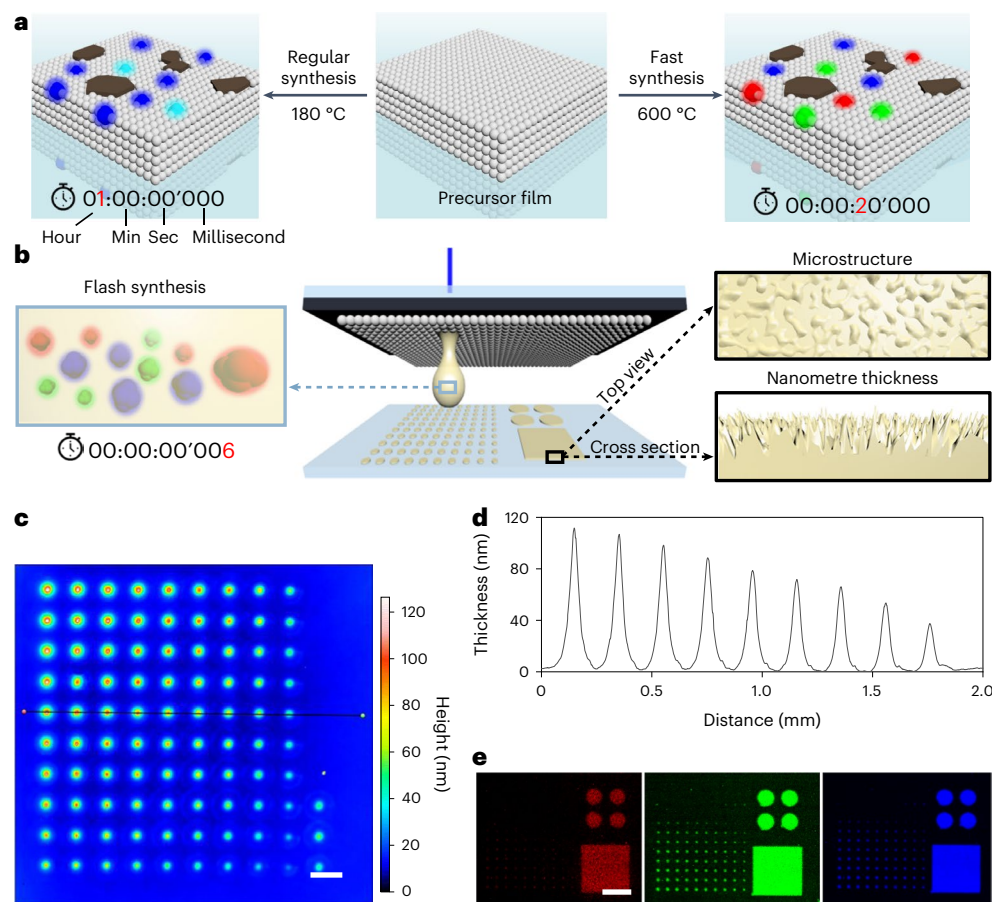 a
Regular
synthesis
180 °C
Fast
synthesis
600 °C
Precursor film
01:00:00’000
Hour
Min
Sec
Millisecond
00:00:20’000
b
Flash synthesis
00:00:00’006
Top view
Cross section
Microstructure
Nanometre thickness
c
120
100
80
60
40
20
0
Height (nm)
d
120
80
40
0
Thickness (nm)
0
0.5
1.0
1.5
2.0
Distance (mm)
e